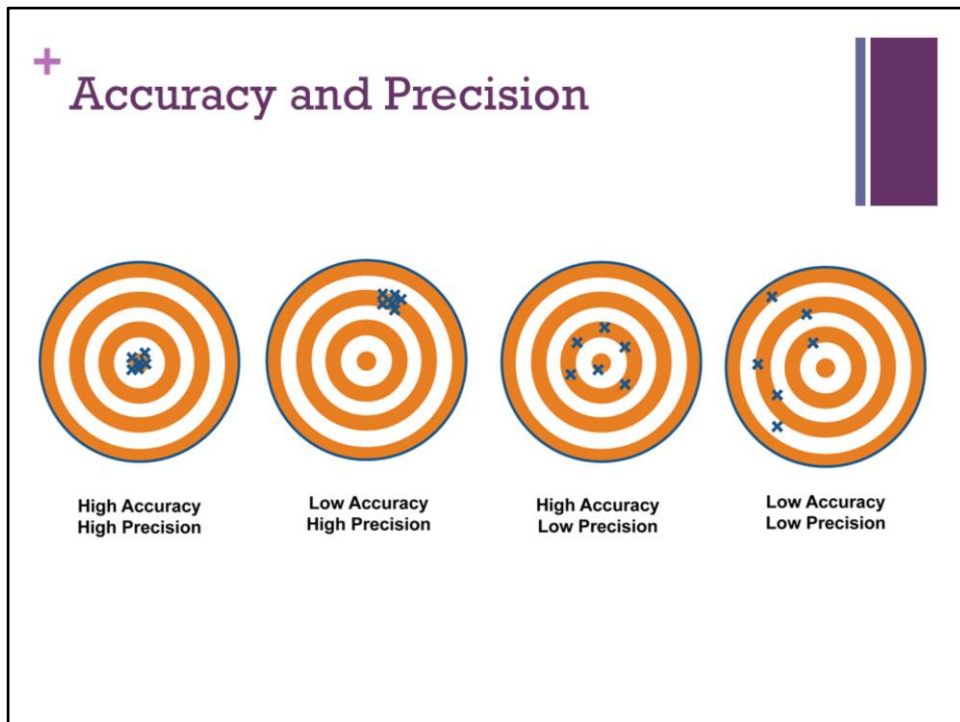 +
Accuracy and Precision
High Accuracy
High Precision
Low Accuracy
High Precision
High Accuracy
Low Precision
Low Accuracy
Low Precision